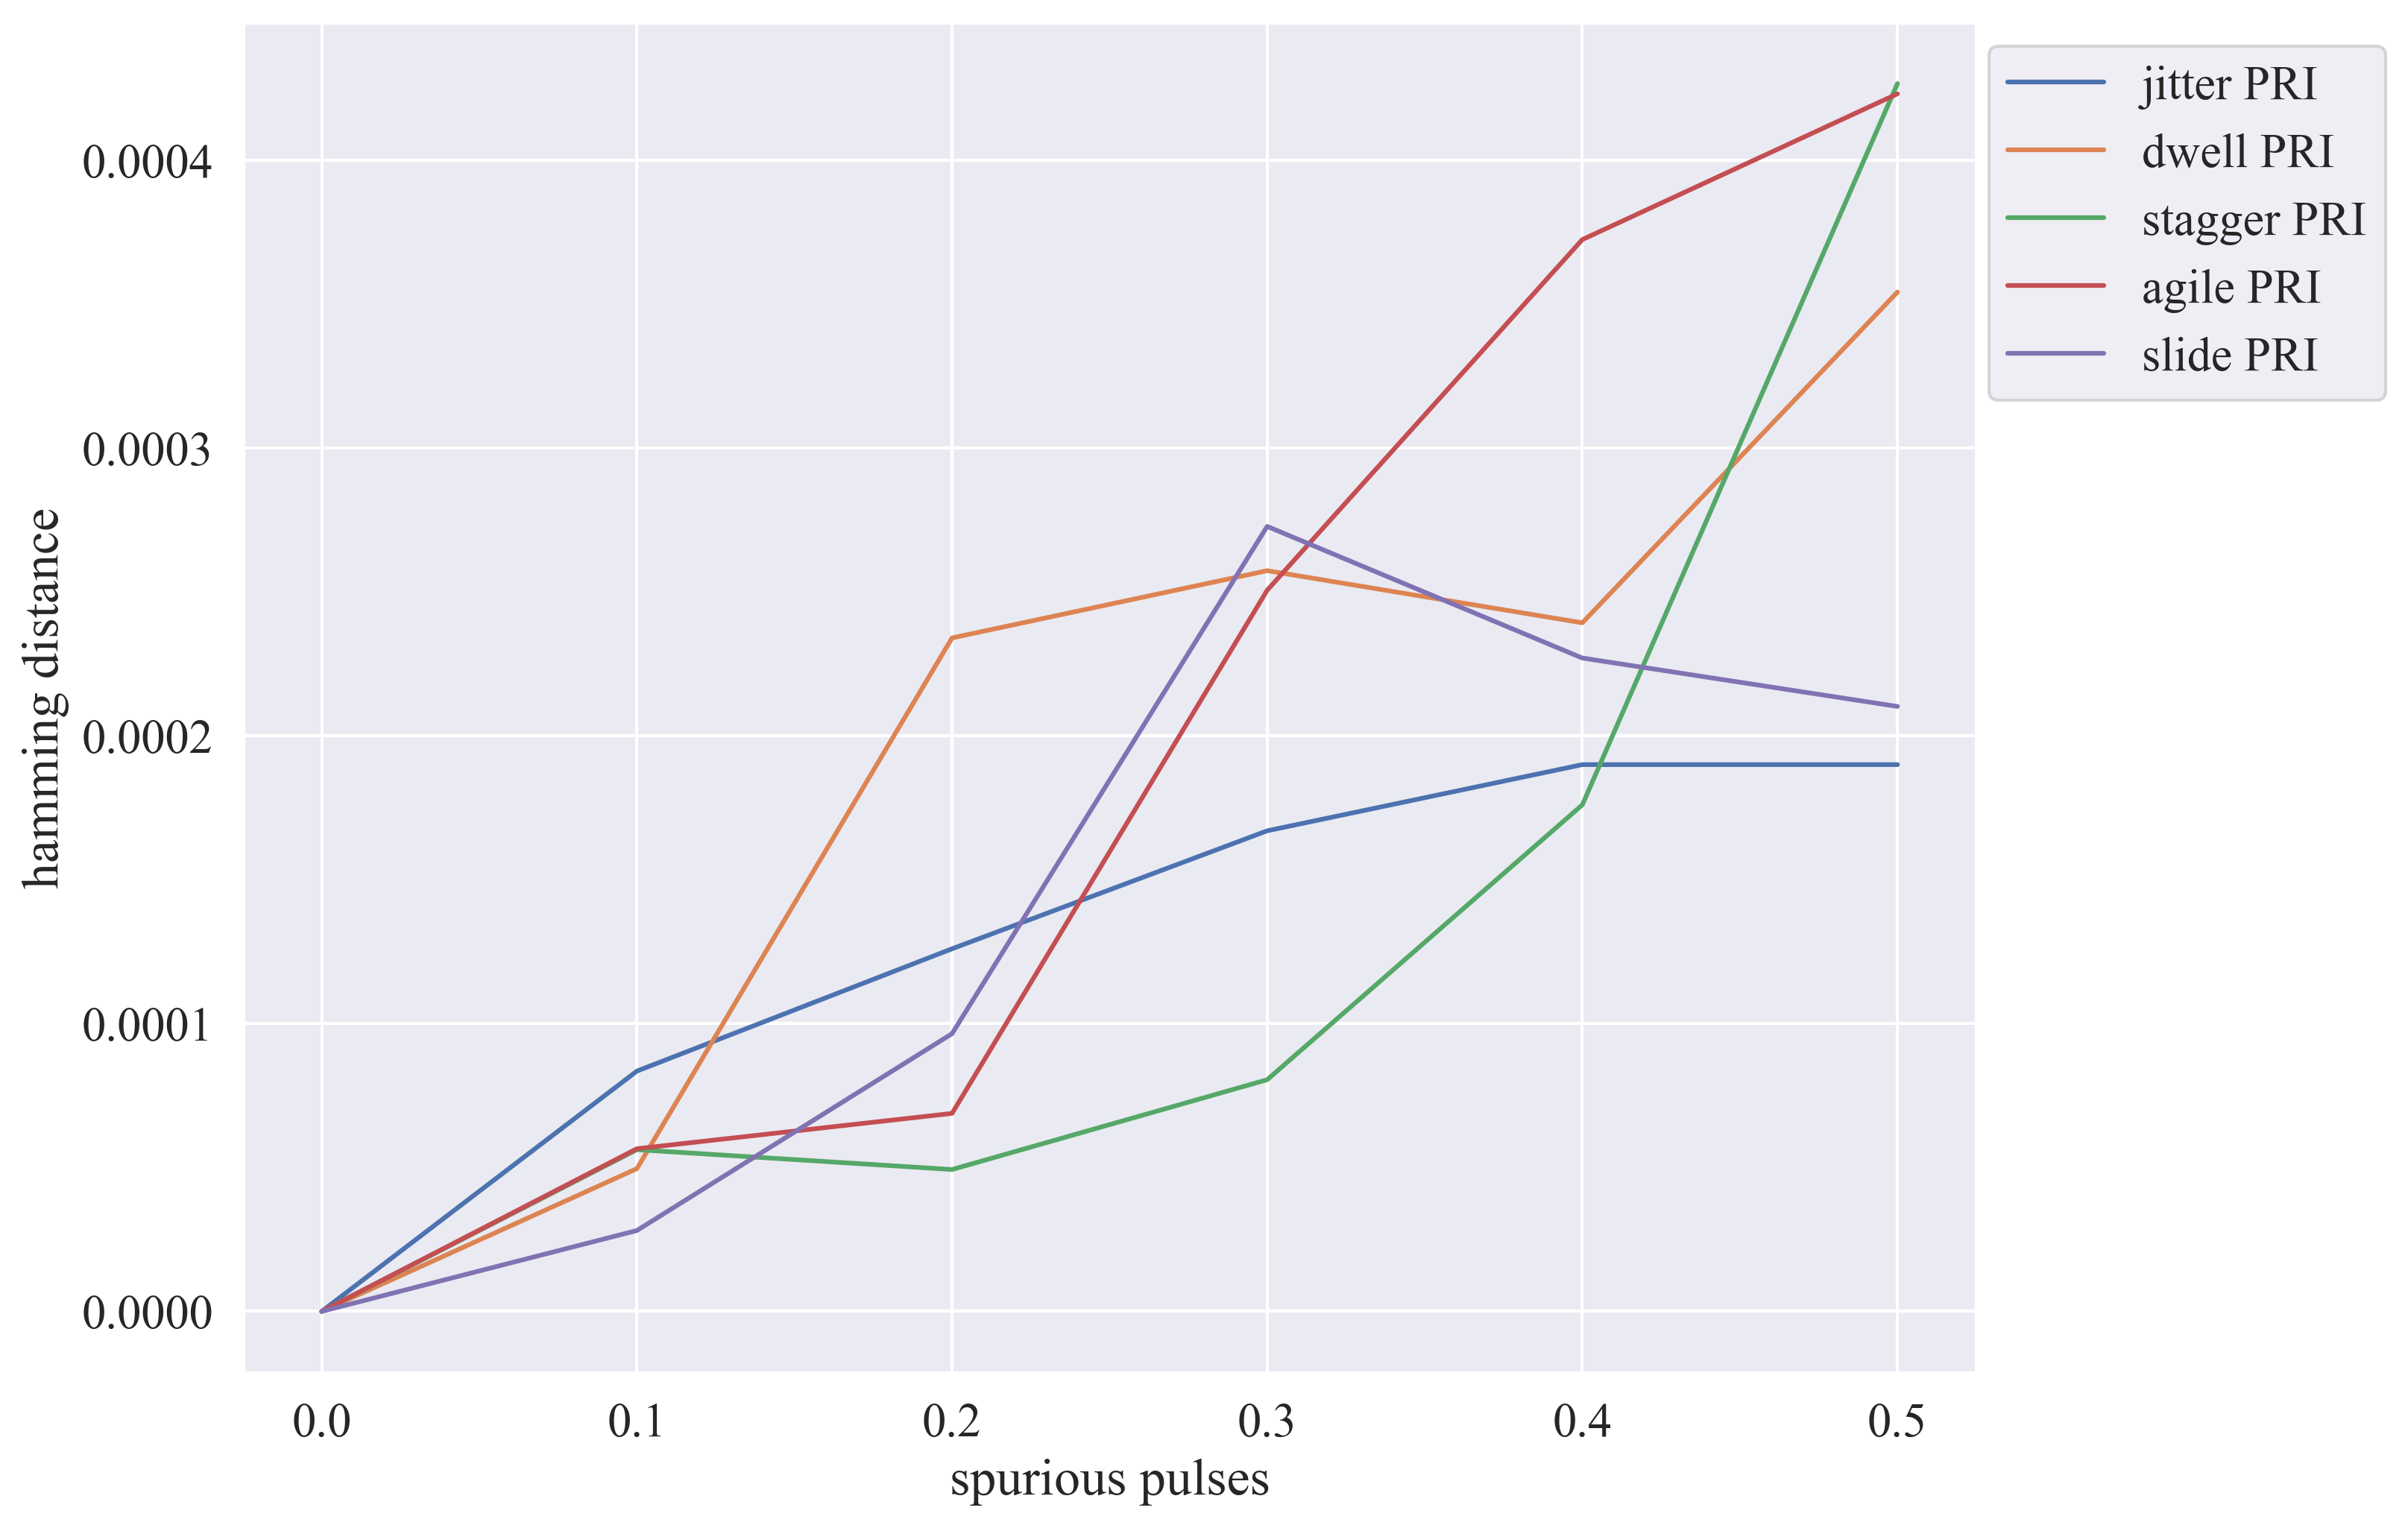 jitter PRI
dwell PRI
stagger PRI
agile PRI
slide PRI
0.0004
0.0003
0.0002
0.0001
0.0000
hamming distance
0.0 0.1 0.2 0.3 0.4 0.5
spurious pulses